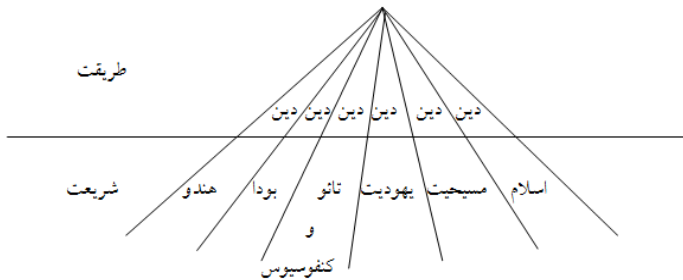 طریقت
دین دین دین دین دین دین
اسلام مسیحیت یهودیت تائو بودا هندو شریعت
و
کنفوسیوس